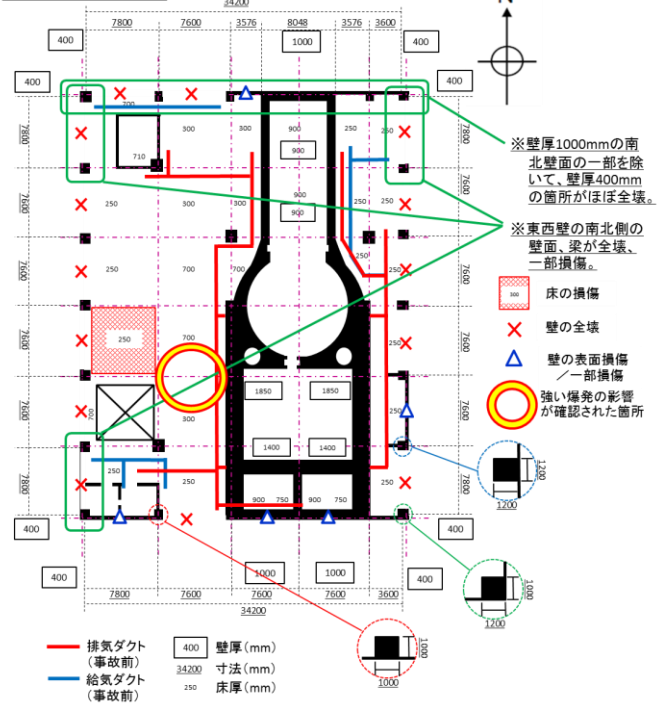 34200
N
7800 7600 3576 8048 3576 3600
400 1000 400
400 400
7800 700 300 300 900 250 250 7800
710 900
※壁厚1000mmの南
北壁面の一部を除
いて、壁厚400mm
の箇所がほぼ全壊。
7600 250 300 300 900 250 7600
900
※東西壁の南北側の
壁面、梁が全壊、
一部損傷。
7600 250 700 700 250 7600
500 床の損傷
7600 250 700 7600
壁の全壊
壁の表面損傷
/一部損傷
7600 700 300 1850 1850 7600
強い爆発の影響
が確認された箇所
1400 1400
1200
1200
7800 250 250 900 750 900 750 250 7800
400 400
400 1000 1000 400
7800 7600 7600 7600 3600
34200
1000
1200
1000
1000
排気ダクト
(事故前)
給気ダクト
(事故前)
400 壁厚(mm)
34200 寸法(mm)
250 床厚(mm)